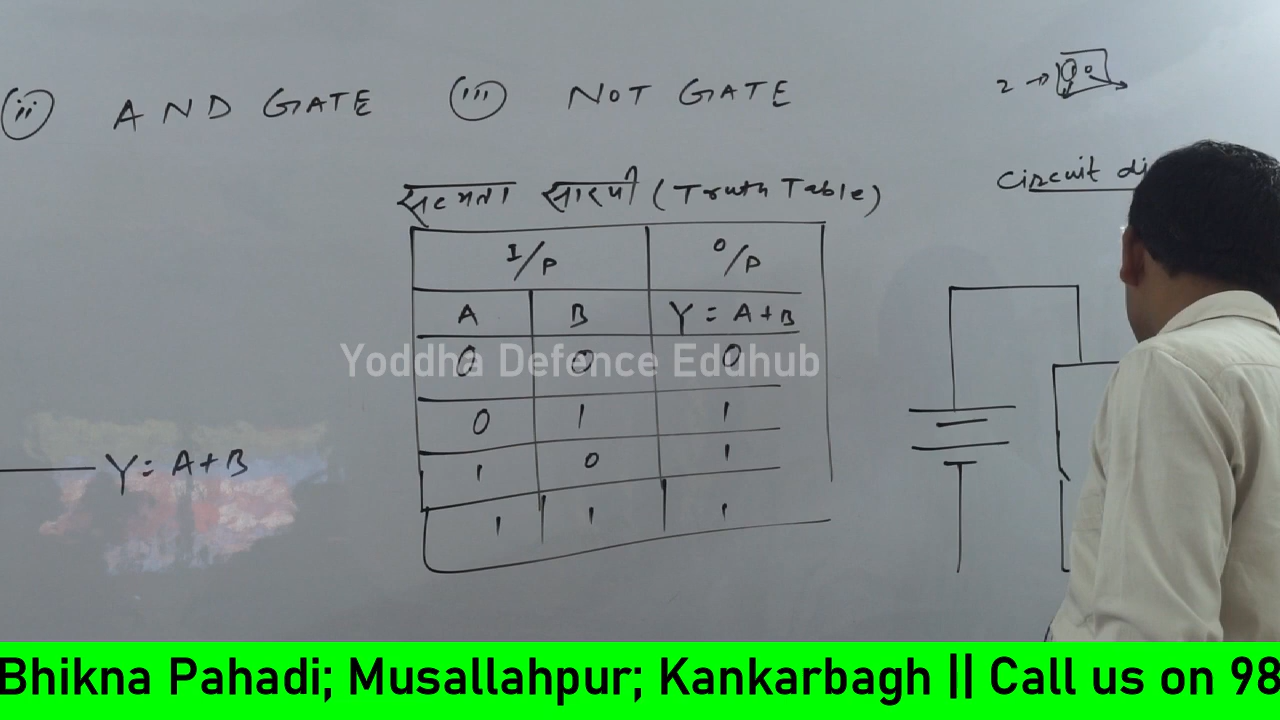 (ii) AND GATE (iii) NOT GATE
2 →
सत्यता सारणी (Truth Table)
Circuit di
I/P O/P
A B Y = A+B
0 0 0
0 1 1
1 0 1
1 1 1
Y = A+B
Yoddha Defence Eduhub
Bhikna Pahadi; Musallahpur; Kankarbagh || Call us on 98